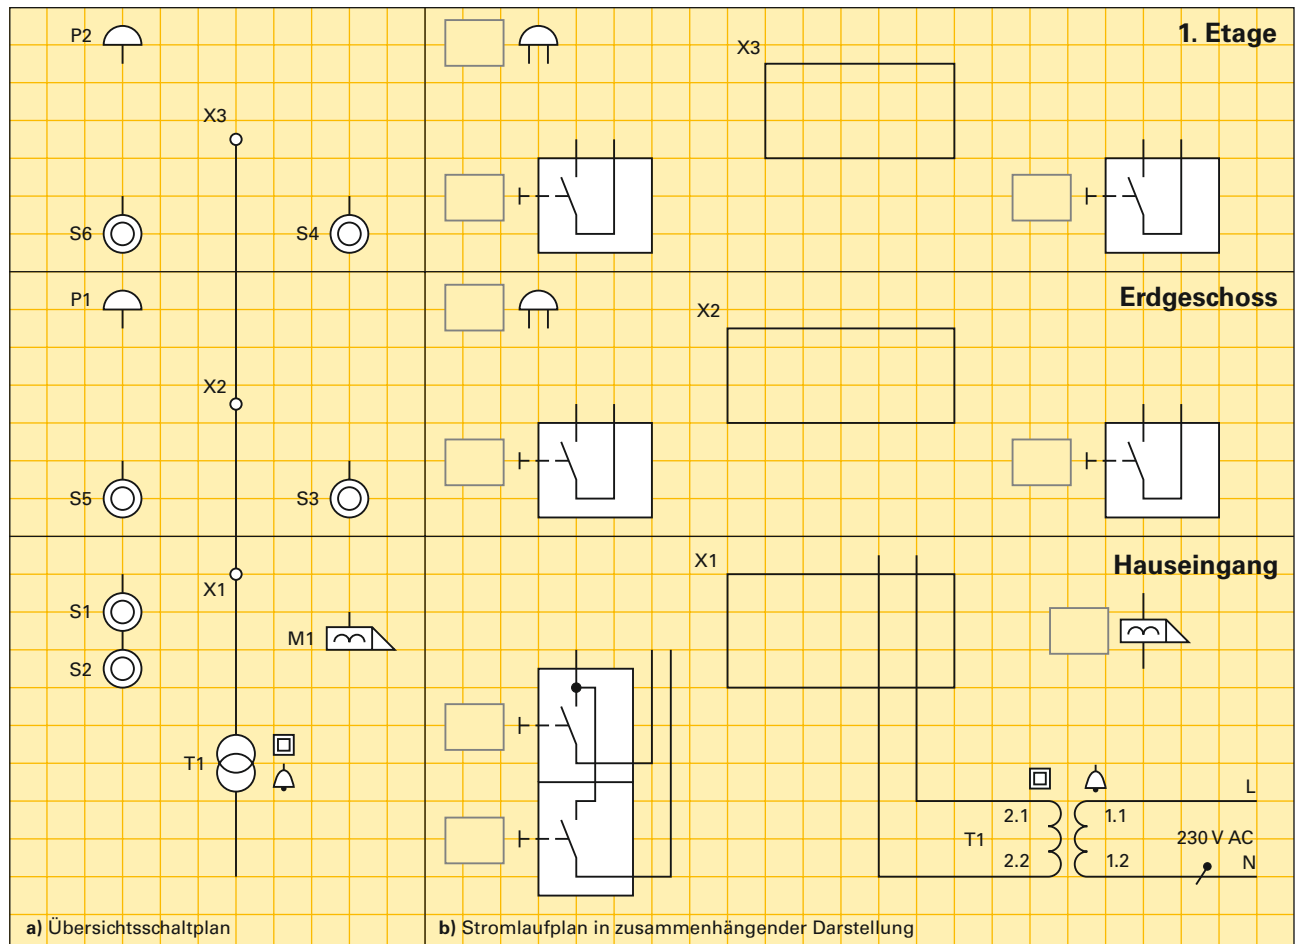 P2
X3
S6
S4
P1
X2
S5
S3
X1
S1
M1
S2
T1
a) Übersichtsschaltplan
1. Etage
X3
Erdgeschoss
X2
Hauseingang
X1
L
2.1
1.1
T1
230 V AC
2.2
1.2
N
b) Stromlaufplan in zusammenhängender Darstellung